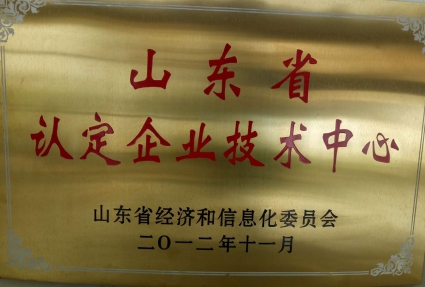 山东省
认定企业技术中心
山东省经济和信息化委员会
二〇一二年十一月